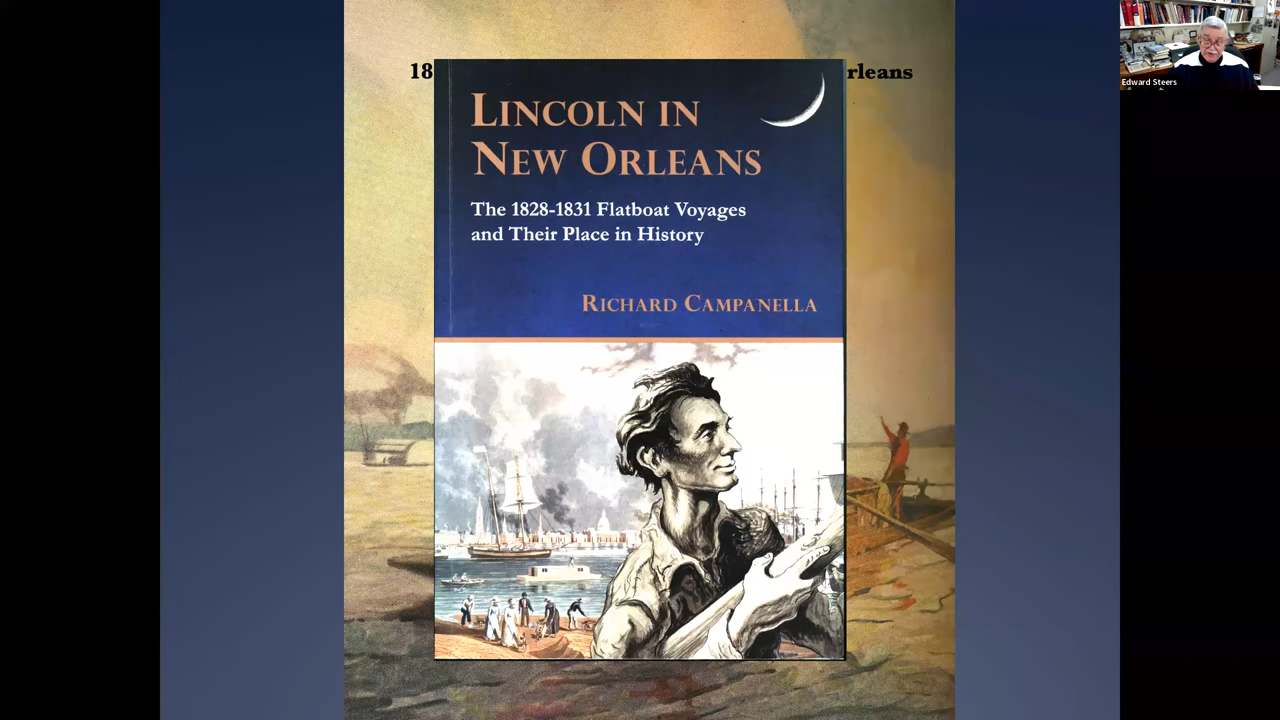 18
rleans
LINCOLN IN
NEW ORLEANS
The 1828-1831 Flatboat Voyages
and Their Place in History
RICHARD CAMPANELLA
Edward Steers